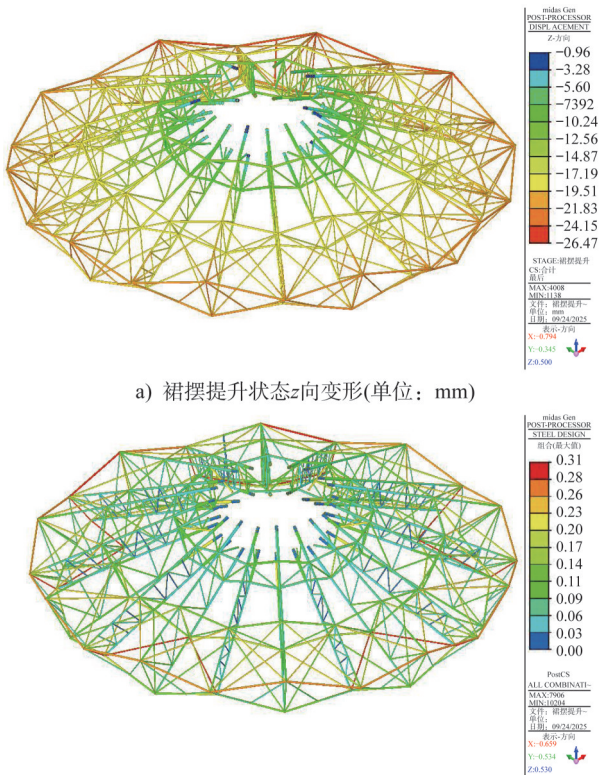 midas Gen
POST-PROCESSOR
DISPLACEMENT
Z-方向
−0.96
−3.28
−5.60
−7392
−10.24
−12.56
−14.87
−17.19
−19.51
−21.83
−24.15
−26.47
STAGE:裙摆提升
CS:合计
最后
MAX:4008
MIN:1138
文件：裙摆提升~
单位：mm
日期：09/24/2025
表示-方向
X:−0.794
Y:−0.345
Z:0.500
a) 裙摆提升状态z向变形(单位：mm)
midas Gen
POST-PROCESSOR
STEEL DESIGN
组合(最大值)
0.31
0.28
0.26
0.23
0.20
0.17
0.14
0.11
0.09
0.06
0.03
0.00
PostCS
ALL COMBINATI~
MAX:7906
MIN:10204
文件：裙摆提升~
单位：
日期：09/24/2025
表示-方向
X:−0.659
Y:−0.534
Z:0.530